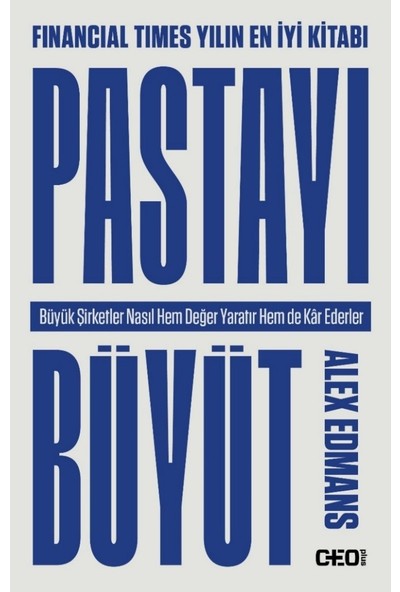 FINANCIAL TIMES YILIN EN İYİ KİTABI
PASTAYI
Büyük Şirketler Nasıl Hem Değer Yaratır Hem de Kâr Ederler
BÜYÜT
ALEX EDMANS
CEO plus